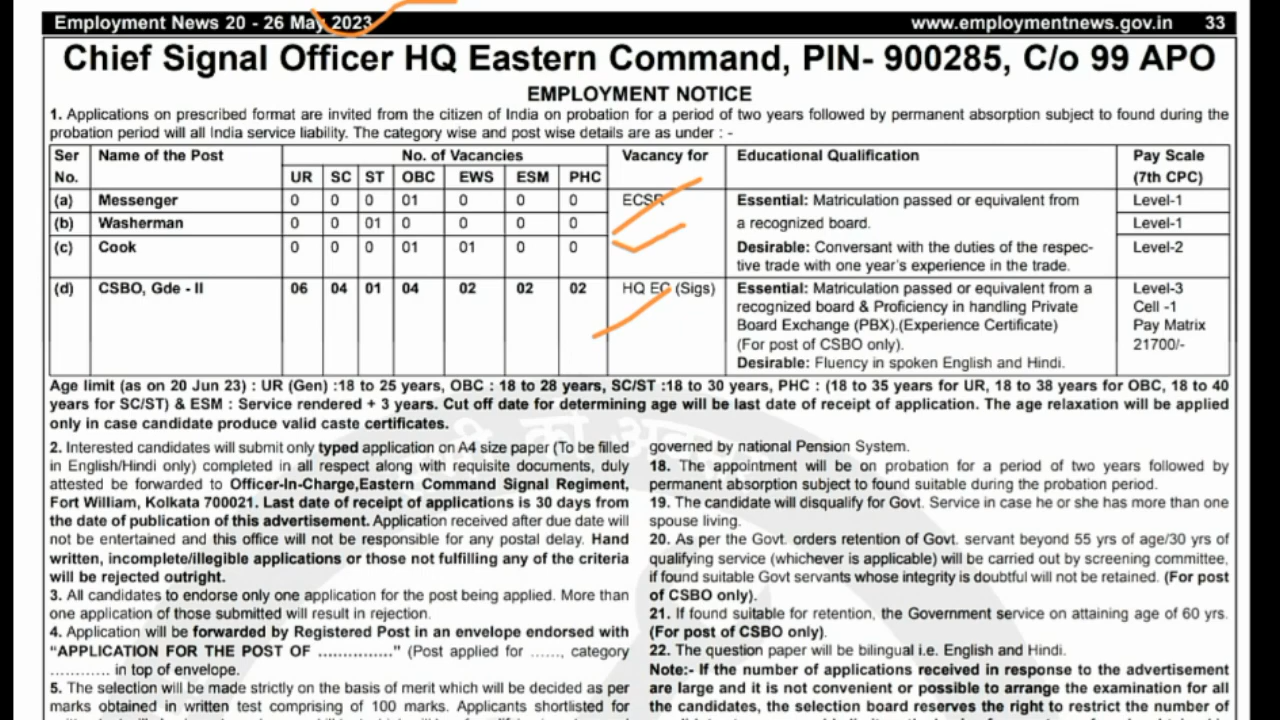 Employment News 20 - 26 May 2023 www.employmentnews.gov.in 33
Chief Signal Officer HQ Eastern Command, PIN- 900285, C/o 99 APO
EMPLOYMENT NOTICE
1. Applications on prescribed format are invited from the citizen of India on probation for a period of two years followed by permanent absorption subject to found during the
probation period will all India service liability. The category wise and post wise details are as under : -
Ser No. Name of the Post No. of Vacancies Vacancy for Educational Qualification Pay Scale (7th CPC)
UR SC ST OBC EWS ESM PHC
(a) Messenger 0 0 0 01 0 0 0 ECSR Essential: Matriculation passed or equivalent from Level-1
(b) Washerman 0 0 01 0 0 0 0 a recognized board. Level-1
(c) Cook 0 0 0 01 01 0 0 Desirable: Conversant with the duties of the respec- Level-2
tive trade with one year's experience in the trade.
(d) CSBO, Gde - II 06 04 01 04 02 02 02 HQ EC (Sigs) Essential: Matriculation passed or equivalent from a Level-3
recognized board & Proficiency in handling Private Cell -1
Board Exchange (PBX).(Experience Certificate) Pay Matrix
(For post of CSBO only). 21700/-
Desirable: Fluency in spoken English and Hindi.
Age limit (as on 20 Jun 23) : UR (Gen) :18 to 25 years, OBC : 18 to 28 years, SC/ST :18 to 30 years, PHC : (18 to 35 years for UR, 18 to 38 years for OBC, 18 to 40
years for SC/ST) & ESM : Service rendered + 3 years. Cut off date for determining age will be last date of receipt of application. The age relaxation will be applied
only in case candidate produce valid caste certificates.
2. Interested candidates will submit only typed application on A4 size paper (To be filled
in English/Hindi only) completed in all respect along with requisite documents, duly
attested be forwarded to Officer-In-Charge,Eastern Command Signal Regiment,
Fort William, Kolkata 700021. Last date of receipt of applications is 30 days from
the date of publication of this advertisement. Application received after due date will
not be entertained and this office will not be responsible for any postal delay. Hand
written, incomplete/illegible applications or those not fulfilling any of the criteria
will be rejected outright.
3. All candidates to endorse only one application for the post being applied. More than
one application of those submitted will result in rejection.
4. Application will be forwarded by Registered Post in an envelope endorsed with
"APPLICATION FOR THE POST OF ..............." (Post applied for ......, category
............ in top of envelope.
5. The selection will be made strictly on the basis of merit which will be decided as per
marks obtained in written test comprising of 100 marks. Applicants shortlisted for
governed by national Pension System.
18. The appointment will be on probation for a period of two years followed by
permanent absorption subject to found suitable during the probation period.
19. The candidate will disqualify for Govt. Service in case he or she has more than one
spouse living.
20. As per the Govt. orders retention of Govt. servant beyond 55 yrs of age/30 yrs of
qualifying service (whichever is applicable) will be carried out by screening committee,
if found suitable Govt servants whose integrity is doubtful will not be retained. (For post
of CSBO only).
21. If found suitable for retention, the Government service on attaining age of 60 yrs.
(For post of CSBO only).
22. The question paper will be bilingual i.e. English and Hindi.
Note:- If the number of applications received in response to the advertisement
are large and it is not convenient or possible to arrange the examination for all
the candidates, the selection board reserves the right to restrict the number of